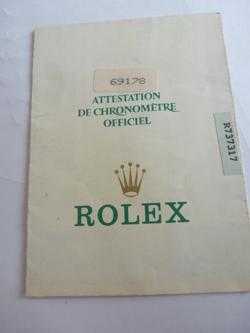 69178
ATTESTATION
DE CHRONOMÈTRE
OFFICIEL
R737317
ROLEX